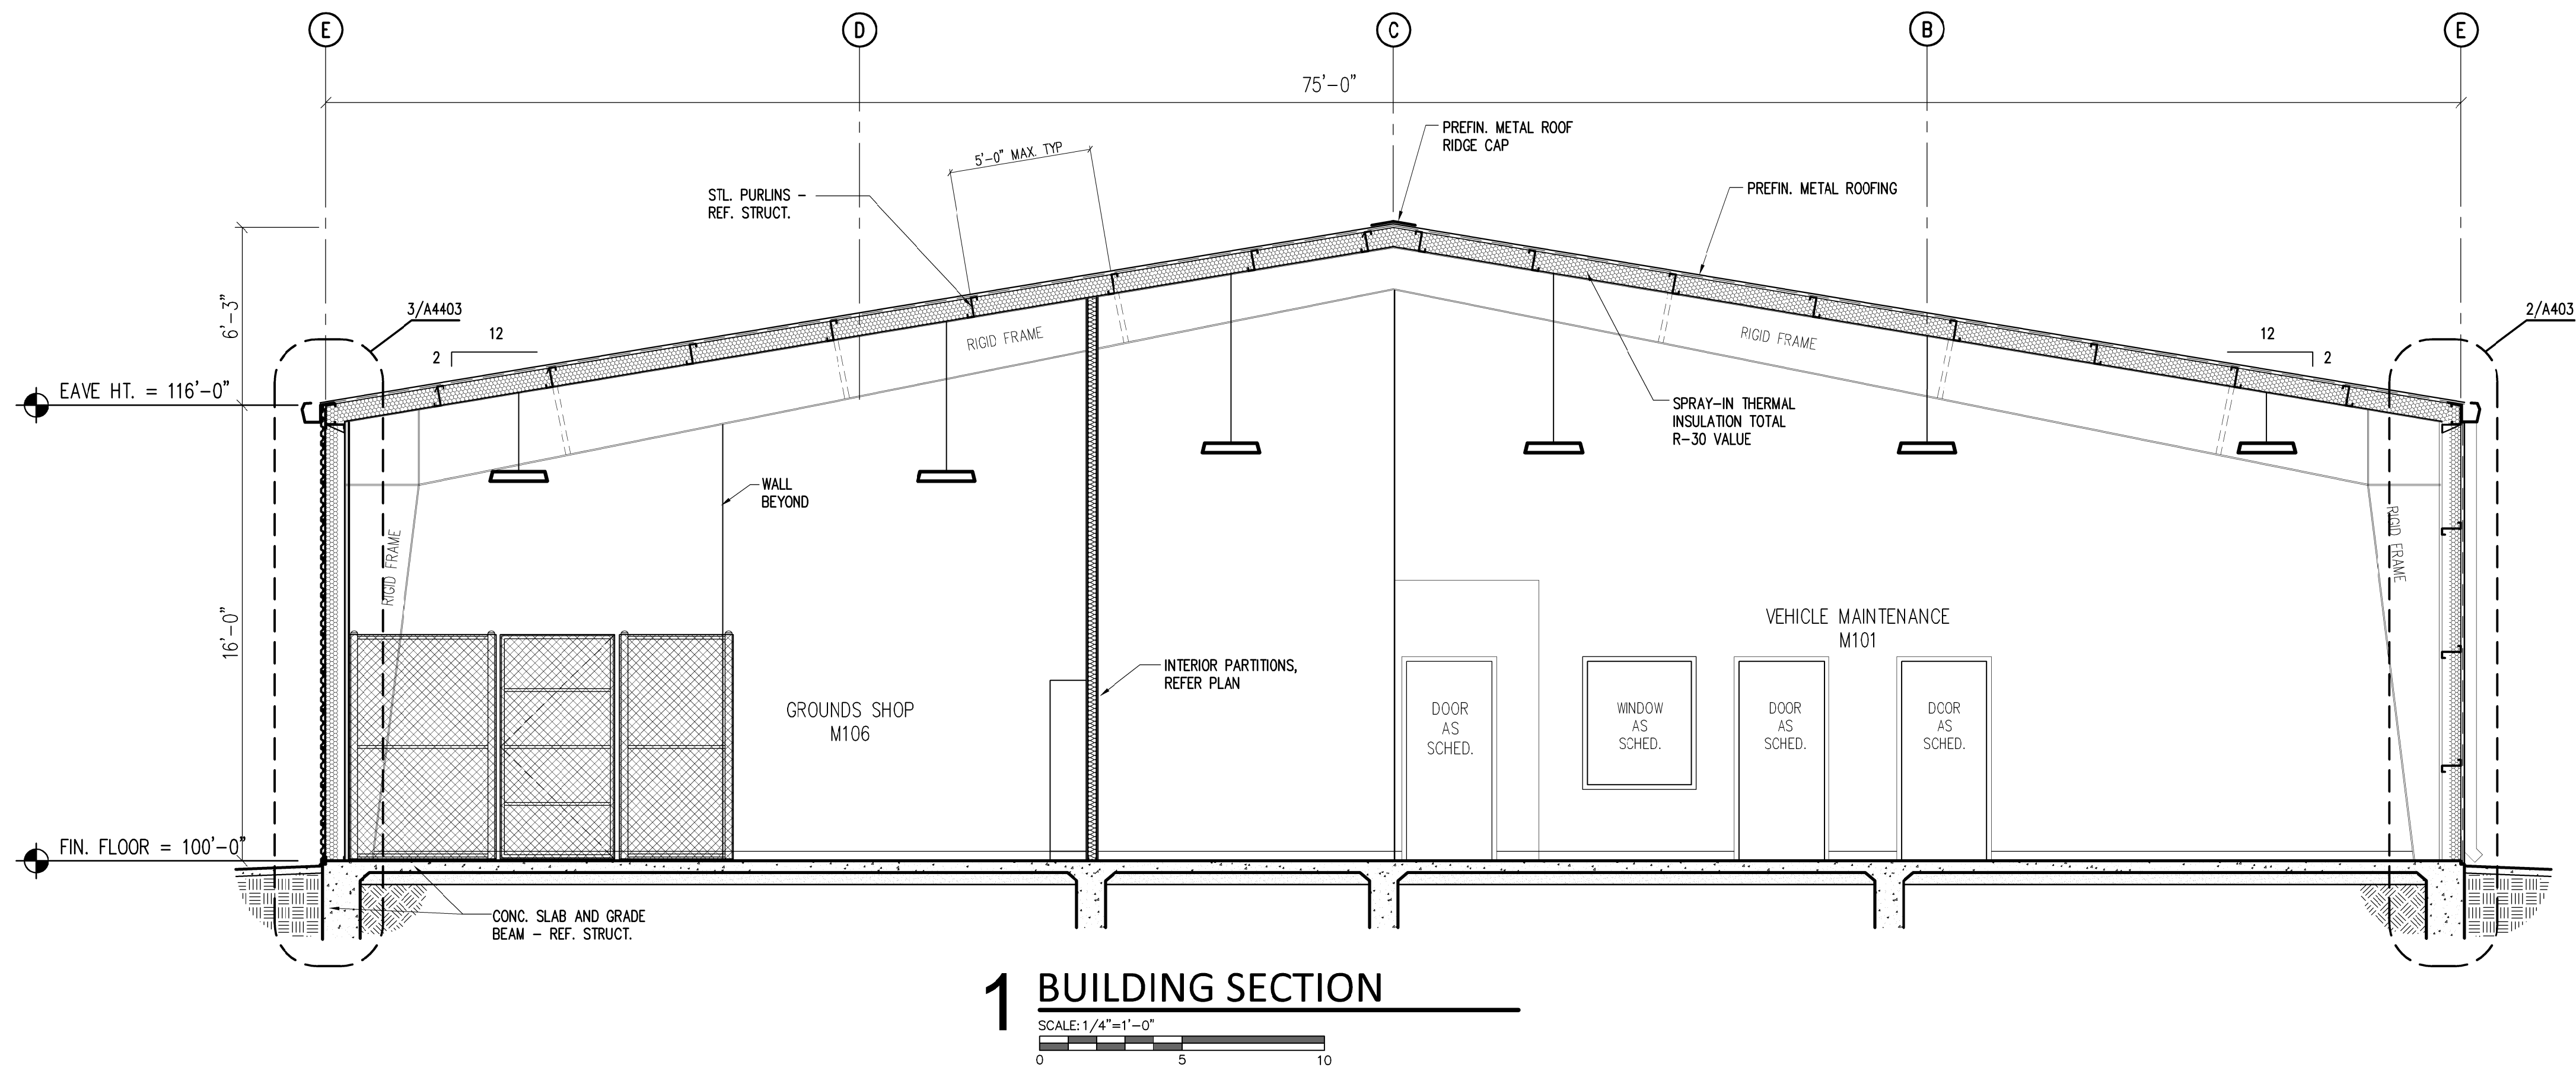 E
D
C
B
E
75'-0"
PREFIN. METAL ROOF
RIDGE CAP
5'-0" MAX. TYP
STL. PURLINS -
REF. STRUCT.
PREFIN. METAL ROOFING
6'-3"
3/A4403
2/A403
12
2
12
2
RIGID FRAME
RIGID FRAME
EAVE HT. = 116'-0"
SPRAY-IN THERMAL
INSULATION TOTAL
R-30 VALUE
WALL
BEYOND
RIGID FRAME
RIGID FRAME
16'-0"
VEHICLE MAINTENANCE
M101
INTERIOR PARTITIONS,
REFER PLAN
GROUNDS SHOP
M106
DOOR
AS
SCHED.
WINDOW
AS
SCHED.
DOOR
AS
SCHED.
DOOR
AS
SCHED.
FIN. FLOOR = 100'-0"
CONC. SLAB AND GRADE
BEAM - REF. STRUCT.
1 BUILDING SECTION
SCALE: 1/4"=1'-0"
0 5 10